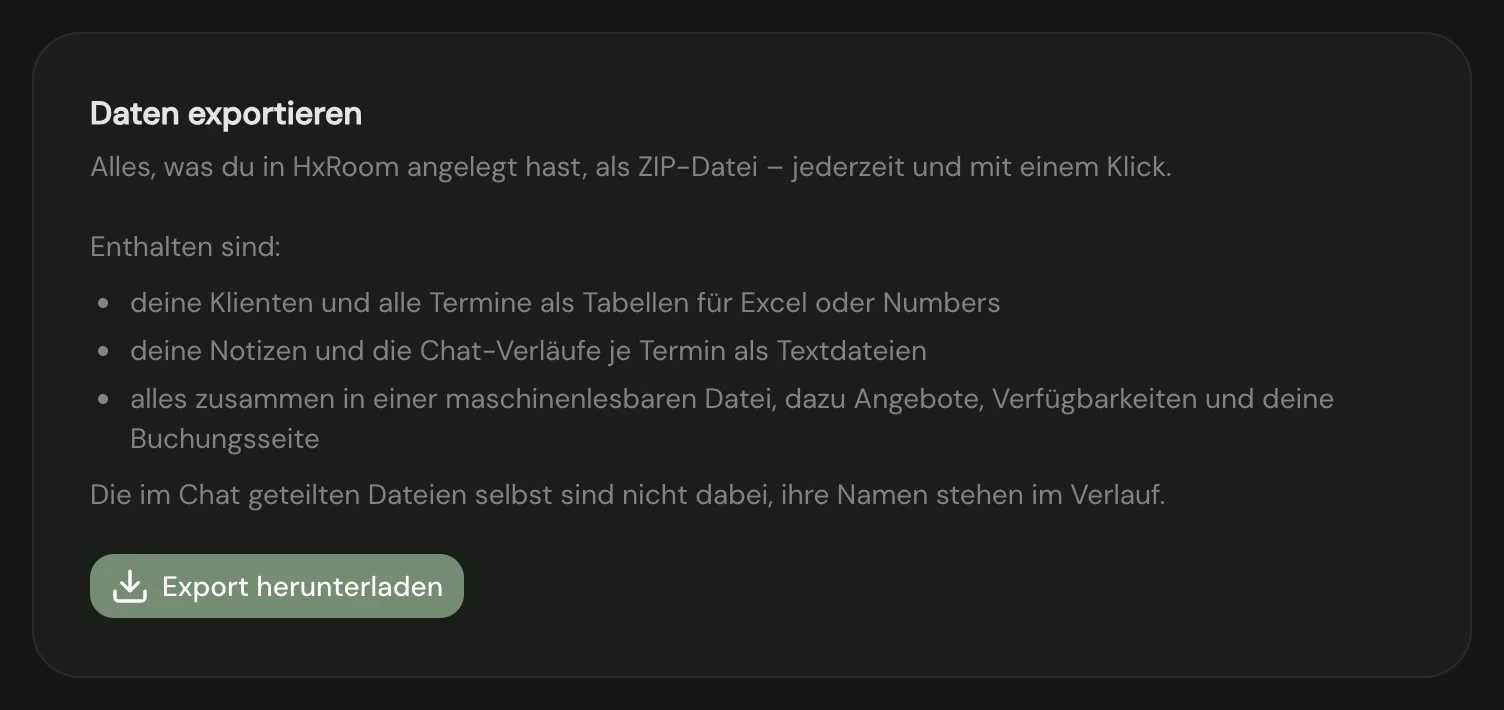 Daten exportieren
Alles, was du in HxRoom angelegt hast, als ZIP-Datei – jederzeit und mit einem Klick.
Enthalten sind:
• deine Klienten und alle Termine als Tabellen für Excel oder Numbers
• deine Notizen und die Chat-Verläufe je Termin als Textdateien
• alles zusammen in einer maschinenlesbaren Datei, dazu Angebote, Verfügbarkeiten und deine
Buchungsseite
Die im Chat geteilten Dateien selbst sind nicht dabei, ihre Namen stehen im Verlauf.
Export herunterladen